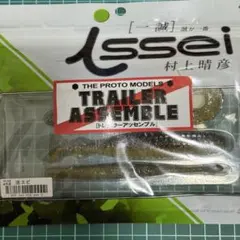 [一誠]
issei
村上晴彦
THE PROTO MODELS
TRAILER
ASSEMBLE
[トレーラーアッセンブル]